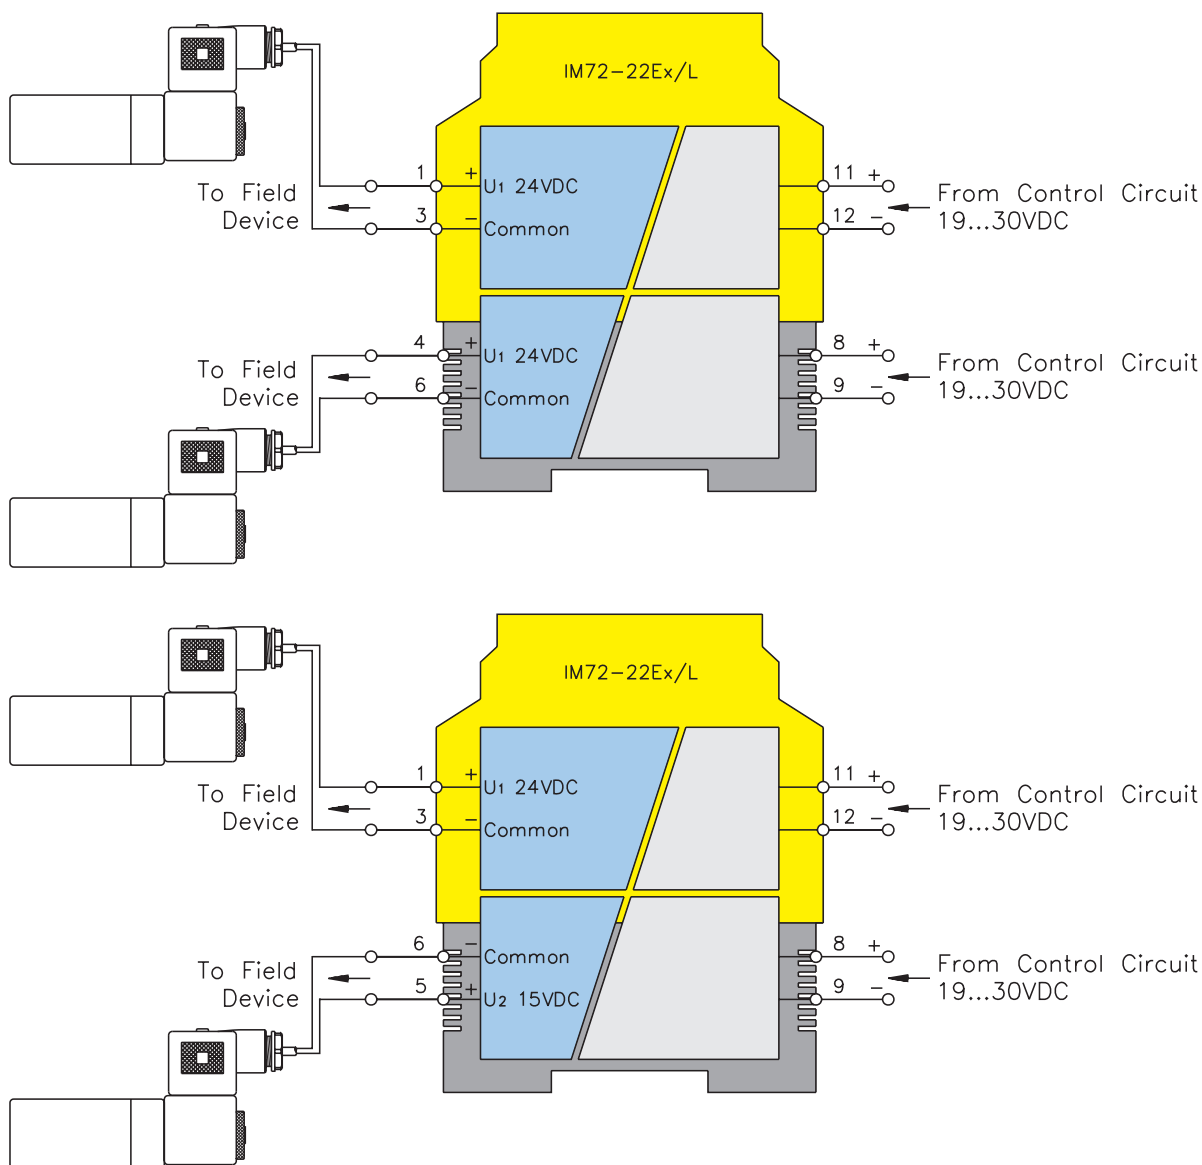 IM72-22Ex/L
1 + U1 24VDC 11 +
To Field
Device
From Control Circuit
19...30VDC
3 - Common 12 -
4 + U1 24VDC 8 +
To Field
Device
From Control Circuit
19...30VDC
6 - Common 9 -
IM72-22Ex/L
1 + U1 24VDC 11 +
To Field
Device
From Control Circuit
19...30VDC
3 - Common 12 -
6 - Common 8 +
To Field
Device
From Control Circuit
19...30VDC
5 + U2 15VDC 9 -